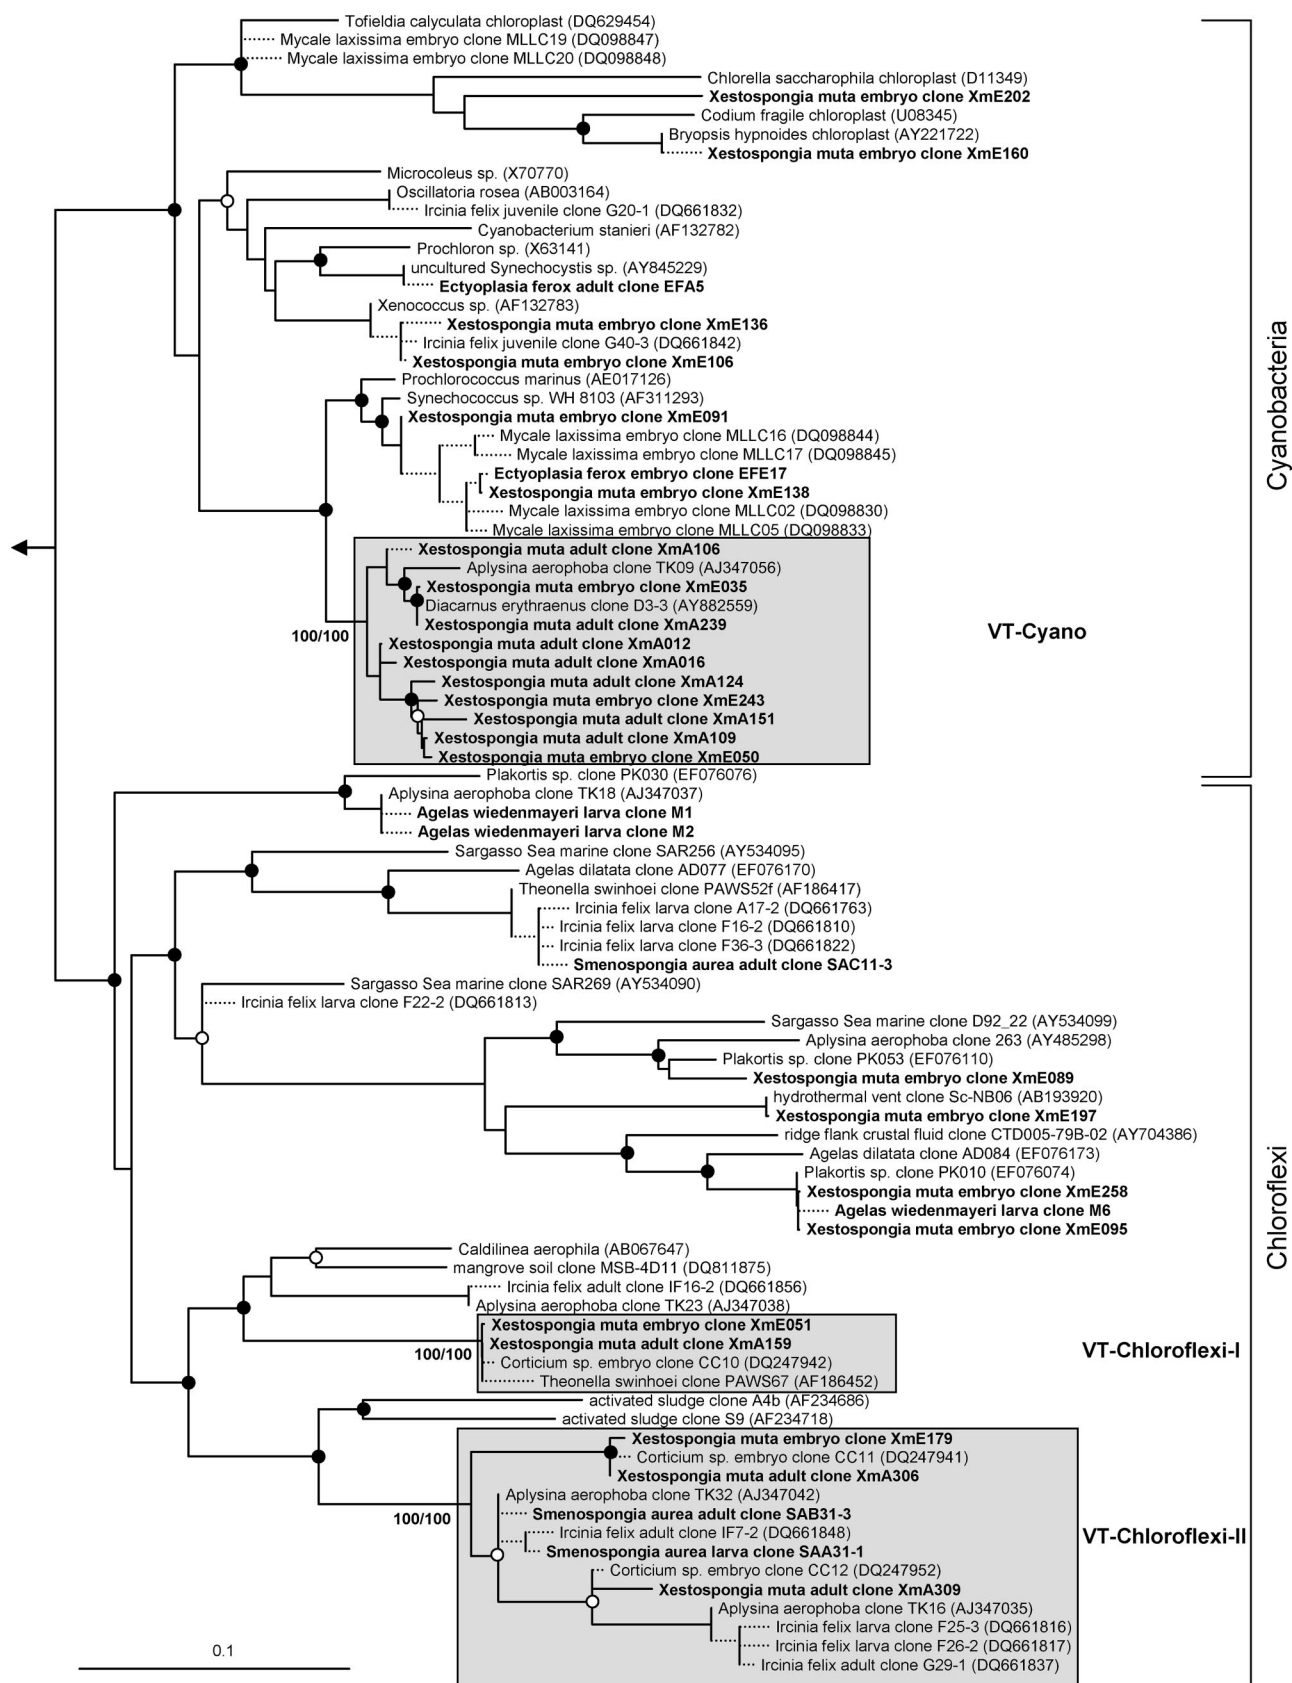 Tofieldia calyculata chloroplast (DQ629454)
Mycale laxissima embryo clone MLLC19 (DQ098847)
Mycale laxissima embryo clone MLLC20 (DQ098848)
Chlorella saccharophila chloroplast (D11349)
Xestospongia muta embryo clone XmE202
Codium fragile chloroplast (U08345)
Bryopsis hypnoides chloroplast (AY221722)
Xestospongia muta embryo clone XmE160
Microcoleus sp. (X70770)
Oscillatoria rosea (AB003164)
Ircinia felix juvenile clone G20-1 (DQ661832)
Cyanobacterium stanieri (AF132782)
Prochloron sp. (X63141)
uncultured Synechocystis sp. (AY845229)
Ectyoplasia ferox adult clone EFA5
Xenococcus sp. (AF132783)
Xestospongia muta embryo clone XmE136
Ircinia felix juvenile clone G40-3 (DQ661842)
Xestospongia muta embryo clone XmE106
Prochlorococcus marinus (AE017126)
Synechococcus sp. WH 8103 (AF311293)
Xestospongia muta embryo clone XmE091
Mycale laxissima embryo clone MLLC16 (DQ098844)
Mycale laxissima embryo clone MLLC17 (DQ098845)
Ectyoplasia ferox embryo clone EFE17
Xestospongia muta embryo clone XmE138
Mycale laxissima embryo clone MLLC02 (DQ098830)
Mycale laxissima embryo clone MLLC05 (DQ098833)
Cyanobacteria
Xestospongia muta adult clone XmA106
Aplysina aerophoba clone TK09 (AJ347056)
Xestospongia muta embryo clone XmE035
Diacarnus erythraenus clone D3-3 (AY882559)
Xestospongia muta adult clone XmA239
100/100
VT-Cyano
Xestospongia muta adult clone XmA012
Xestospongia muta adult clone XmA016
Xestospongia muta adult clone XmA124
Xestospongia muta embryo clone XmE243
Xestospongia muta adult clone XmA151
Xestospongia muta adult clone XmA109
Xestospongia muta embryo clone XmE050
Plakortis sp. clone PK030 (EF076076)
Aplysina aerophoba clone TK18 (AJ347037)
Agelas wiedenmayeri larva clone M1
Agelas wiedenmayeri larva clone M2
Sargasso Sea marine clone SAR256 (AY534095)
Agelas dilatata clone AD077 (EF076170)
Theonella swinhoei clone PAWS52f (AF186417)
Ircinia felix larva clone A17-2 (DQ661763)
Ircinia felix larva clone F16-2 (DQ661810)
Ircinia felix larva clone F36-3 (DQ661822)
Smenospongia aurea adult clone SAC11-3
Sargasso Sea marine clone SAR269 (AY534090)
Ircinia felix larva clone F22-2 (DQ661813)
Sargasso Sea marine clone D92_22 (AY534099)
Aplysina aerophoba clone 263 (AY485298)
Plakortis sp. clone PK053 (EF076110)
Xestospongia muta embryo clone XmE089
hydrothermal vent clone Sc-NB06 (AB193920)
Xestospongia muta embryo clone XmE197
ridge flank crustal fluid clone CTD005-79B-02 (AY704386)
Agelas dilatata clone AD084 (EF076173)
Plakortis sp. clone PK010 (EF076074)
Xestospongia muta embryo clone XmE258
Agelas wiedenmayeri larva clone M6
Xestospongia muta embryo clone XmE095
Chloroflexi
Caldilinea aerophila (AB067647)
mangrove soil clone MSB-4D11 (DQ811875)
Ircinia felix adult clone IF16-2 (DQ661856)
Aplysina aerophoba clone TK23 (AJ347038)
Xestospongia muta embryo clone XmE051
Xestospongia muta adult clone XmA159
100/100
VT-Chloroflexi-I
Corticium sp. embryo clone CC10 (DQ247942)
Theonella swinhoei clone PAWS67 (AF186452)
activated sludge clone A4b (AF234686)
activated sludge clone S9 (AF234718)
Xestospongia muta embryo clone XmE179
Corticium sp. embryo clone CC11 (DQ247941)
Xestospongia muta adult clone XmA306
Aplysina aerophoba clone TK32 (AJ347042)
Smenospongia aurea adult clone SAB31-3
100/100
Ircinia felix adult clone IF7-2 (DQ661848)
VT-Chloroflexi-II
Smenospongia aurea larva clone SAA31-1
Corticium sp. embryo clone CC12 (DQ247952)
Xestospongia muta adult clone XmA309
Aplysina aerophoba clone TK16 (AJ347035)
Ircinia felix larva clone F25-3 (DQ661816)
Ircinia felix larva clone F26-2 (DQ661817)
Ircinia felix adult clone G29-1 (DQ661837)
0.1